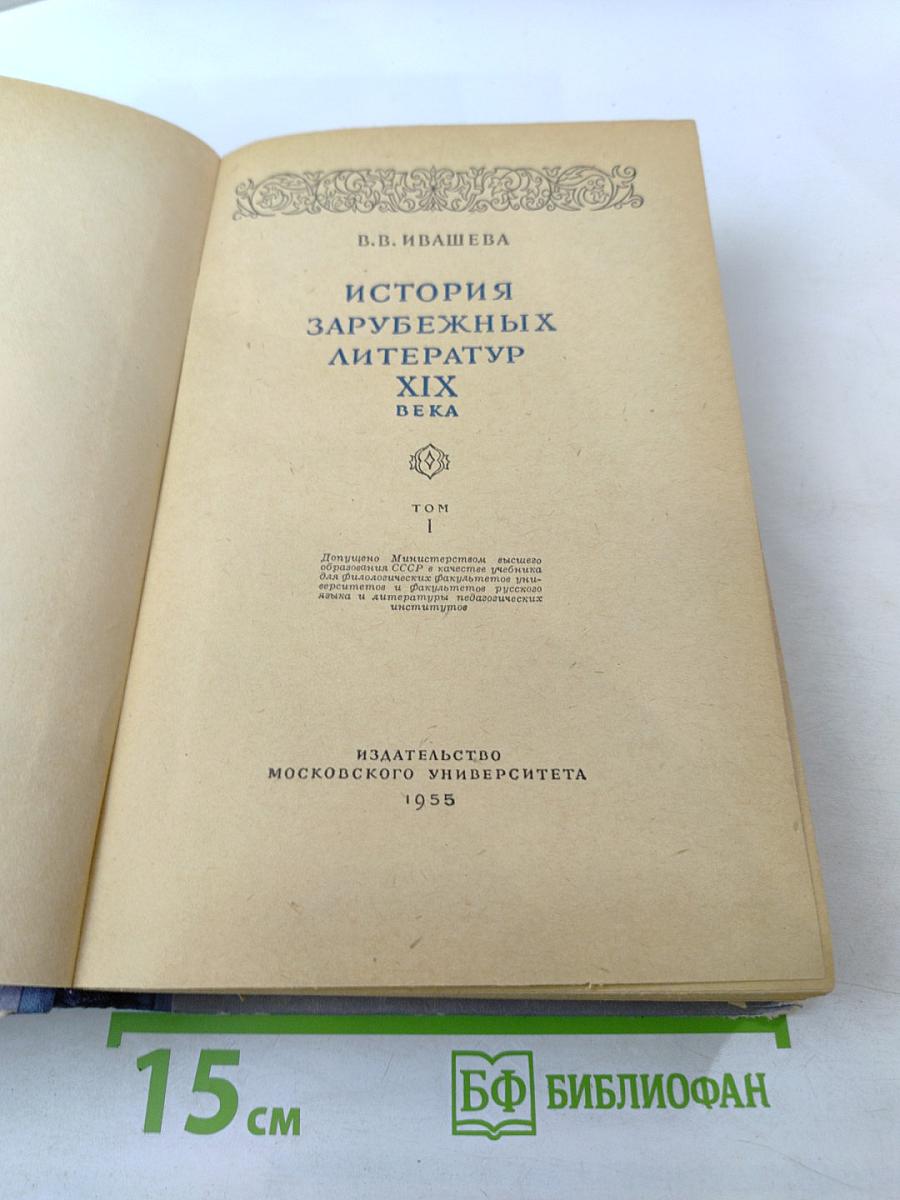 В.В. ИВАШЕВА
ИСТОРИЯ
ЗАРУБЕЖНЫХ
ЛИТЕРАТУР
XIX
ВЕКА
ТОМ
I
Допущено Министерством высшего
образования СССР в качестве учебника
для филологических факультетов уни-
верситетов и факультетов русского
языка и литературы педагогических
институтов
ИЗДАТЕЛЬСТВО
МОСКОВСКОГО УНИВЕРСИТЕТА
1955
15 см
БФ БИБЛИОФАН